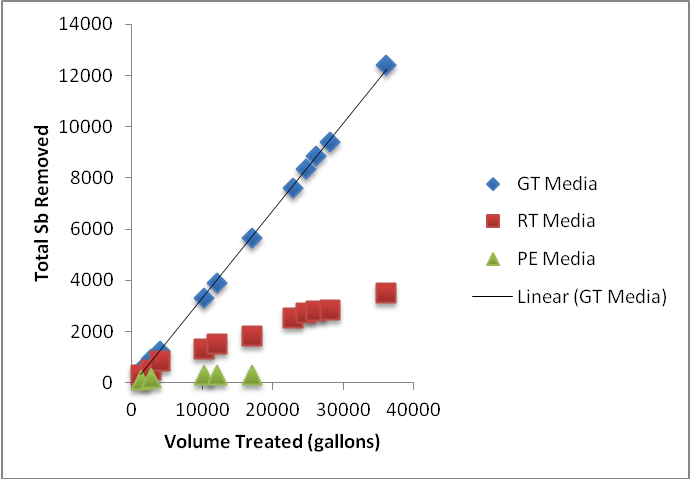 14000
12000
10000
8000
6000
4000
2000
0
0 10000 20000 30000 40000
Total Sb Removed
Volume Treated (gallons)
GT Media
RT Media
PE Media
Linear (GT Media)